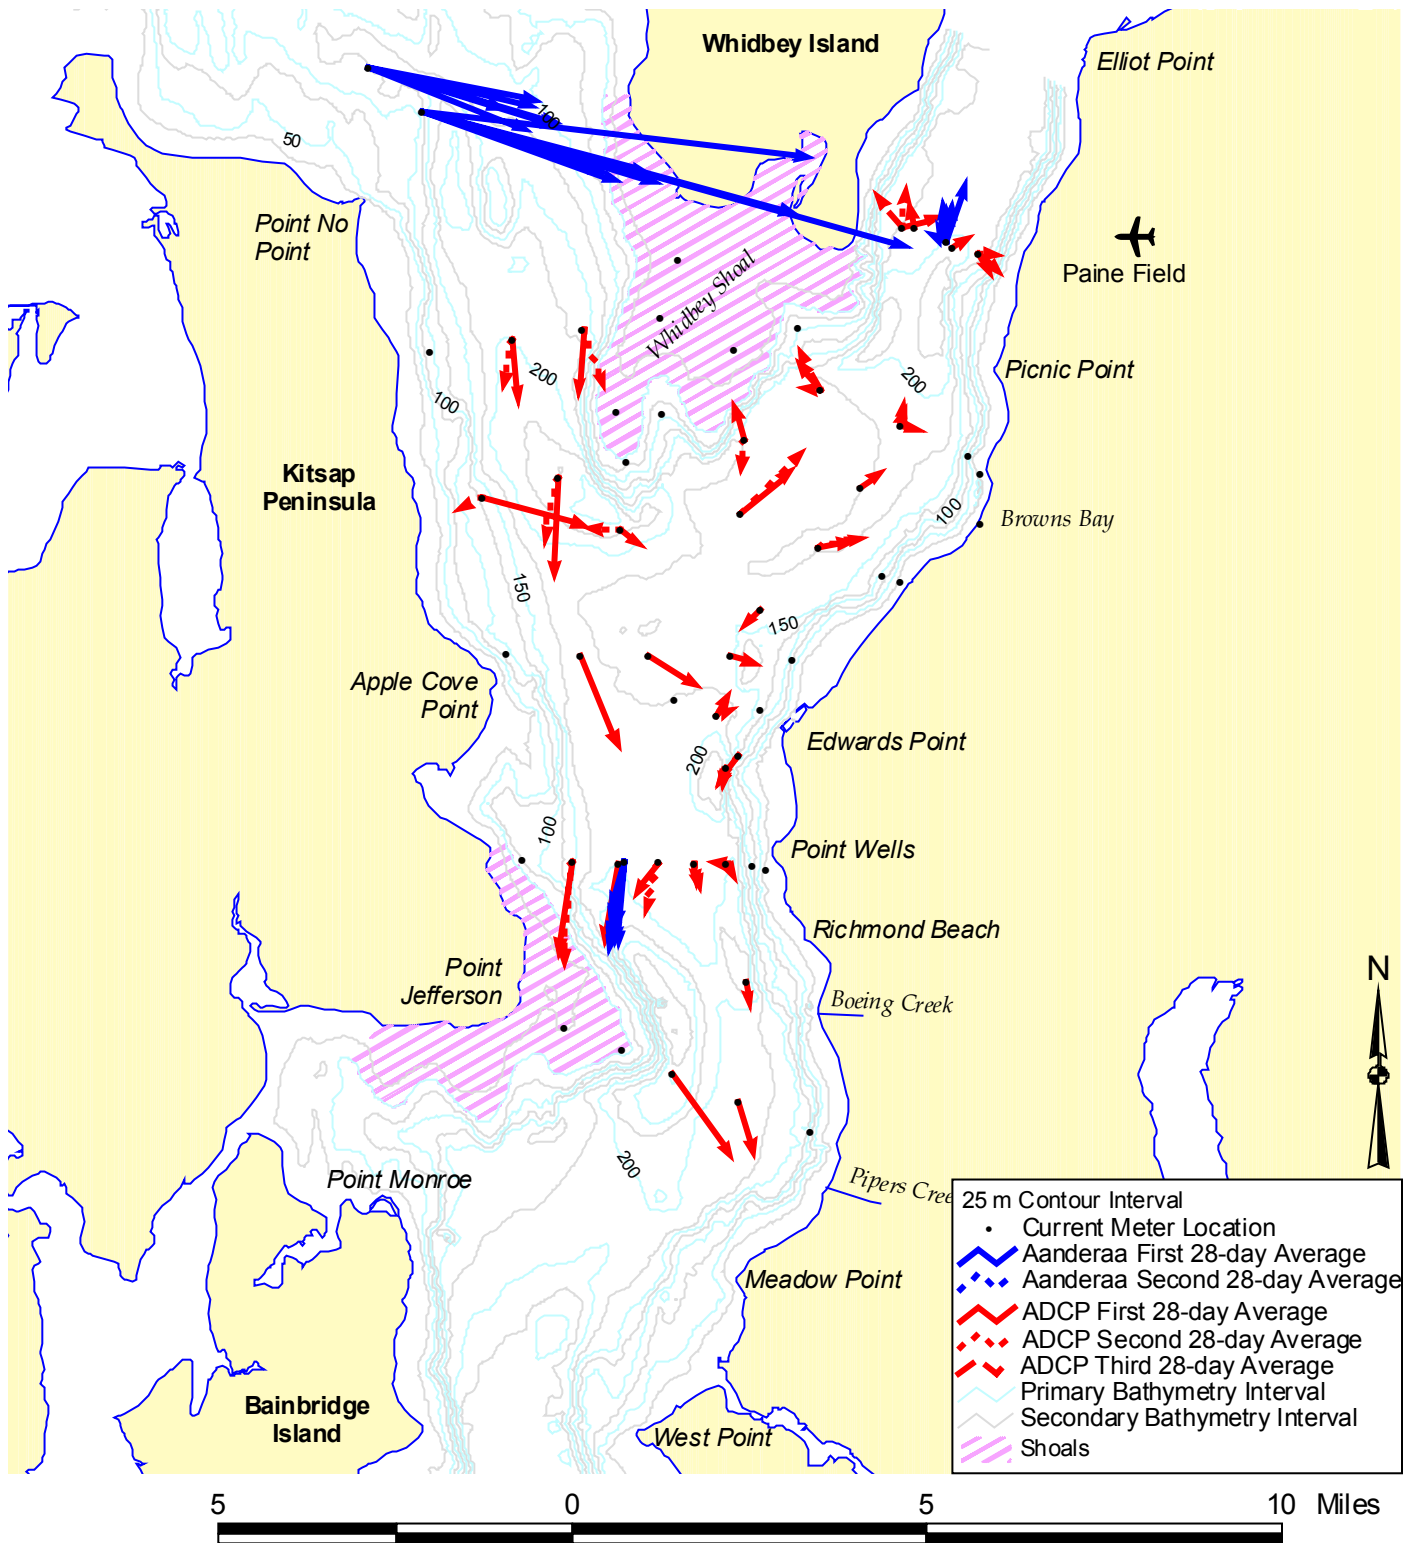 Whidbey Island
Elliot Point
100
50
Point No
Point
Paine Field
Whidbey Shoal
Picnic Point
200
200
100
Kitsap
Peninsula
100
Browns Bay
150
150
Apple Cove
Point
Edwards Point
200
100
Point Wells
Richmond Beach
Point
Jefferson
N
Boeing Creek
200
Point Monroe
Pipers Cree
25 m Contour Interval
Current Meter Location
Aanderaa First 28-day Average
Aanderaa Second 28-day Average
ADCP First 28-day Average
ADCP Second 28-day Average
ADCP Third 28-day Average
Primary Bathymetry Interval
Secondary Bathymetry Interval
Shoals
Meadow Point
Bainbridge
Island
West Point
5 0 5 10 Miles